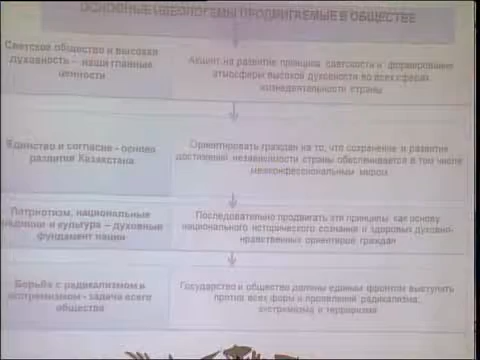 ОСНОВНЫЕ ИДЕОЛОГЕМЫ ПРОДВИГАЕМЫЕ В ОБЩЕСТВЕ
Светское общество и высокая
духовность – наши главные
ценности
Акцент на развитие принципа светскости и формирование
атмосферы высокой духовности во всех сферах
жизнедеятельности страны
Единство и согласие - основа
развития Казахстана.
Ориентировать граждан на то, что сохранение и развитие
достижений независимости страны обеспечивается в том числе
межконфессиональным миром.
Патриотизм, национальные
традиции и культура – духовный
фундамент нации
Последовательно продвигать эти принципы как основу
национального исторического сознания и здоровых духовно-
нравственных ориентиров граждан
Борьба с радикализмом и
экстремизмом - задача всего
общества
Государство и общество должны единым фронтом выступать
против всех форм и проявлений радикализма,
экстремизма и терроризма